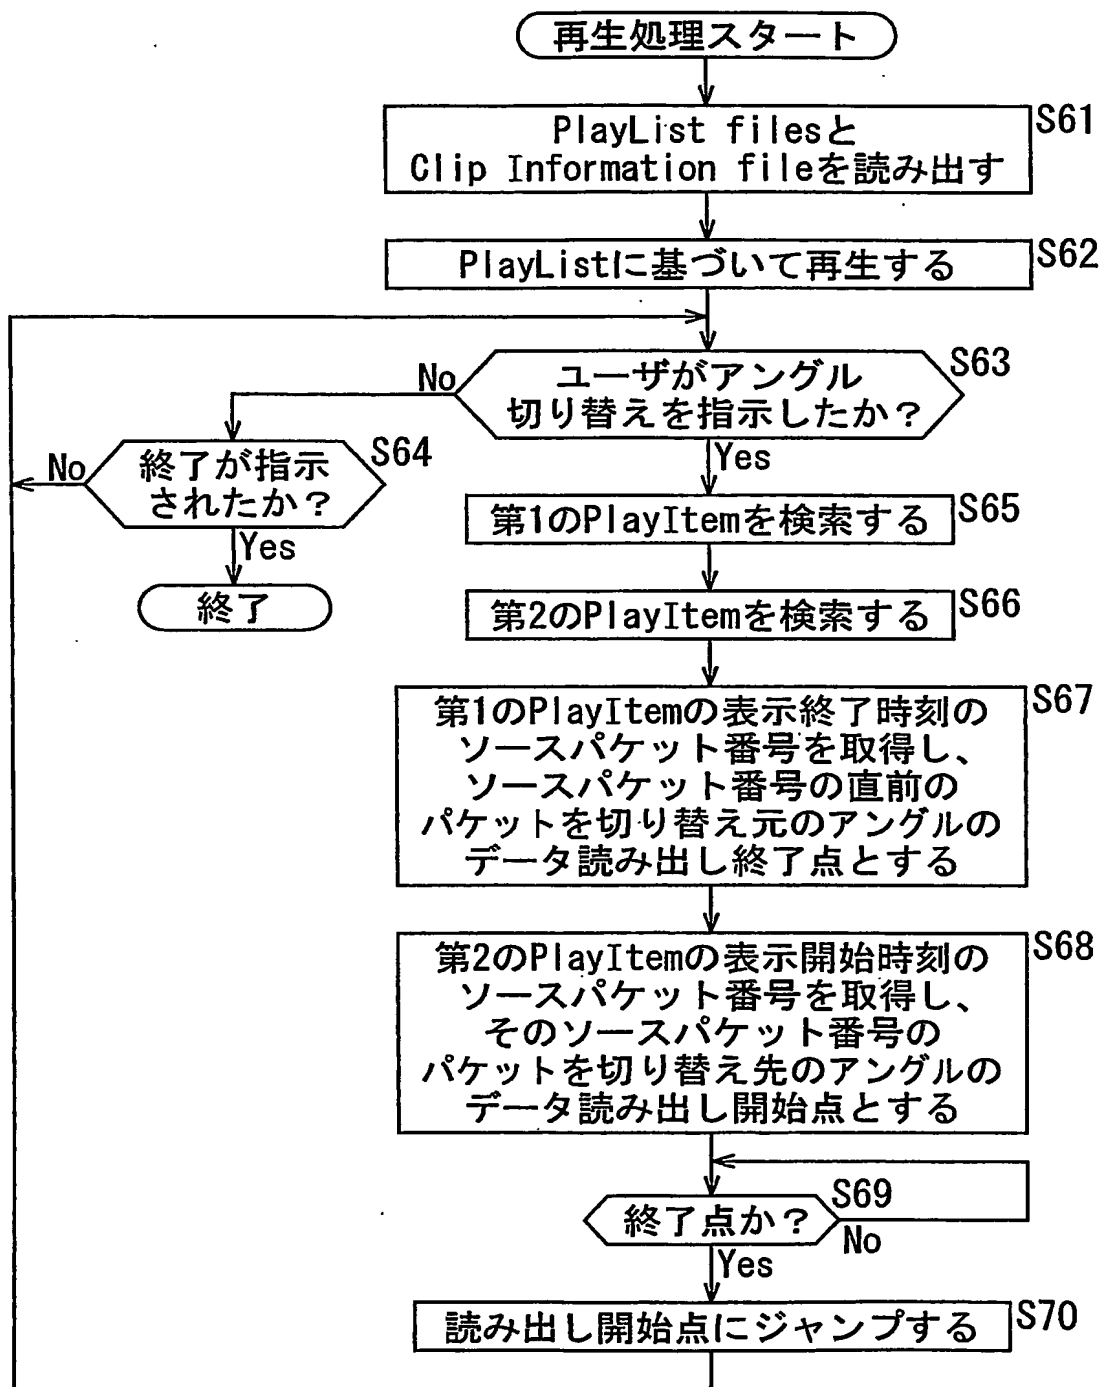 再生処理スタート
S61
PlayList filesと
Clip Information fileを読み出す
S62
PlayListに基づいて再生する
S63
ユーザがアングル
切り替えを指示したか?
No
Yes
S64
終了が指示
されたか?
No
Yes
終了
S65
第1のPlayItemを検索する
S66
第2のPlayItemを検索する
S67
第1のPlayItemの表示終了時刻の
ソースパケット番号を取得し、
ソースパケット番号の直前の
パケットを切り替え元のアングルの
データ読み出し終了点とする
S68
第2のPlayItemの表示開始時刻の
ソースパケット番号を取得し、
そのソースパケット番号の
パケットを切り替え先のアングルの
データ読み出し開始点とする
S69
終了点か?
No
Yes
S70
読み出し開始点にジャンプする